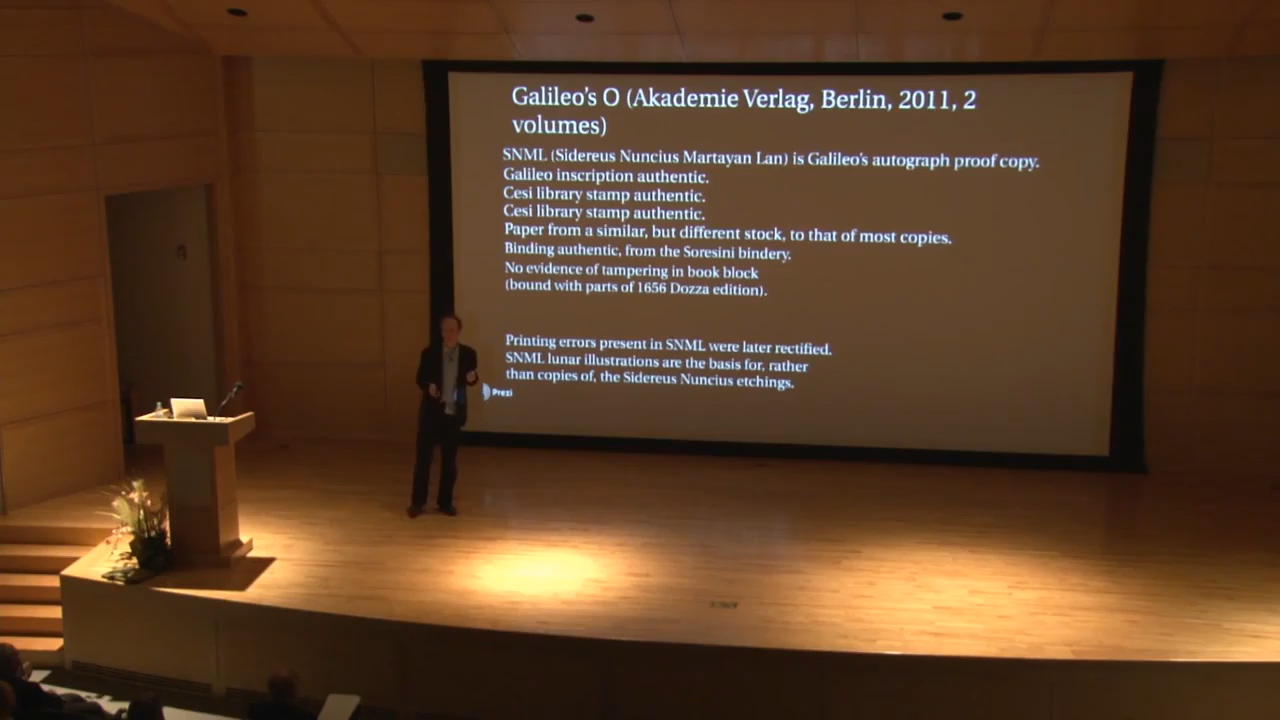 Galileo's O (Akademie Verlag, Berlin, 2011, 2
volumes)
SNML (Sidereus Nuncius Martayan Lan) is Galileo's autograph proof copy.
Galileo inscription authentic.
Cesi library stamp authentic.
Cesi library stamp authentic.
Paper from a similar, but different stock, to that of most copies.
Binding authentic, from the Soresini bindery.
No evidence of tampering in book block
(bound with parts of 1656 Dozza edition).
Printing errors present in SNML were later rectified.
SNML lunar illustrations are the basis for, rather
than copies of, the Sidereus Nuncius etchings.
Prezi